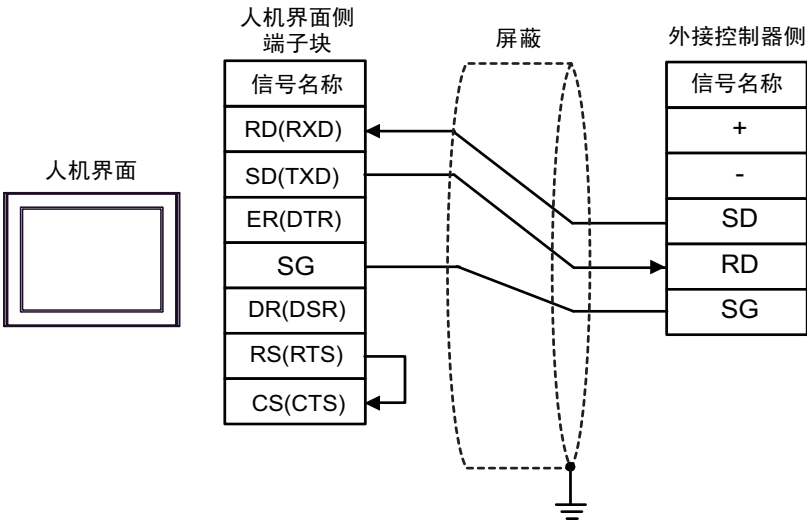 人机界面侧
端子块
屏蔽
外接控制器侧
信号名称
信号名称
RD(RXD)
+
人机界面
SD(TXD)
-
ER(DTR)
SD
SG
RD
DR(DSR)
SG
RS(RTS)
CS(CTS)